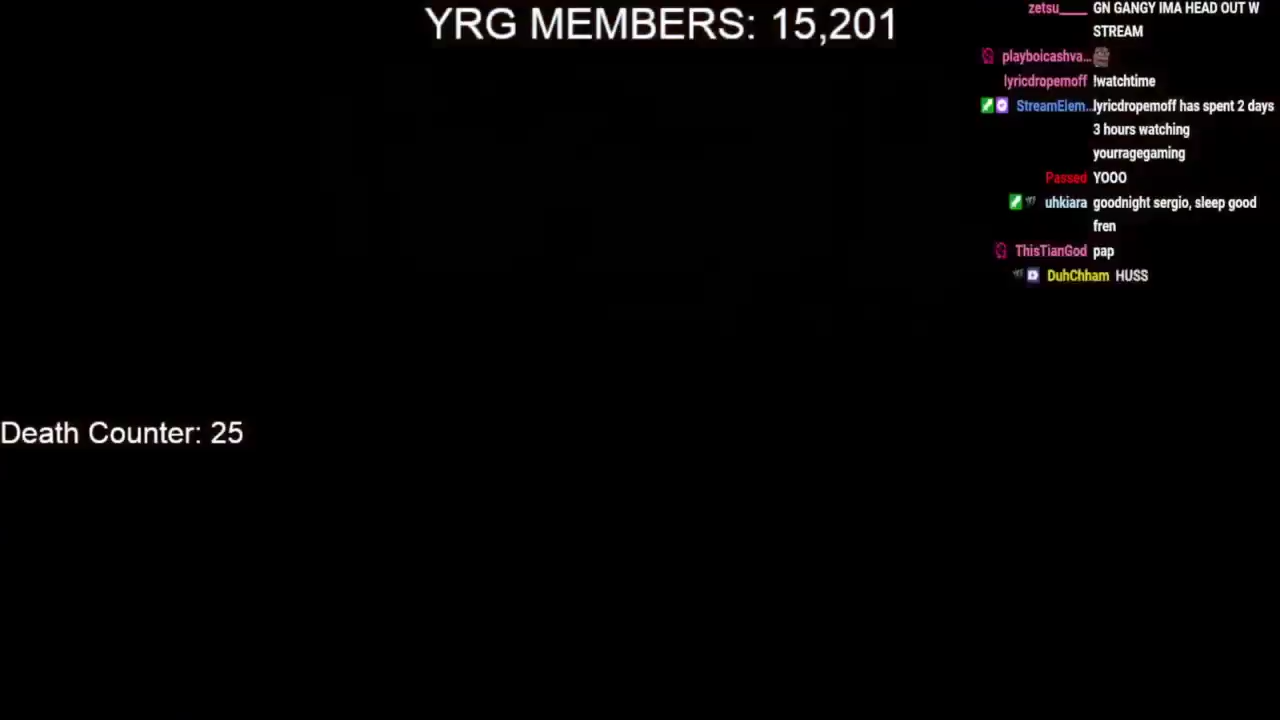 YRG MEMBERS: 15,201
zetsu____ GN GANGY IMA HEAD OUT W
STREAM
playboicashva...
lyricdropemoff !watchtime
StreamElem... lyricdropemoff has spent 2 days
3 hours watching
yourragegaming
Passed YOOO
uhkiara goodnight sergio, sleep good
fren
ThisTianGod pap
DuhChham HUSS
Death Counter: 25